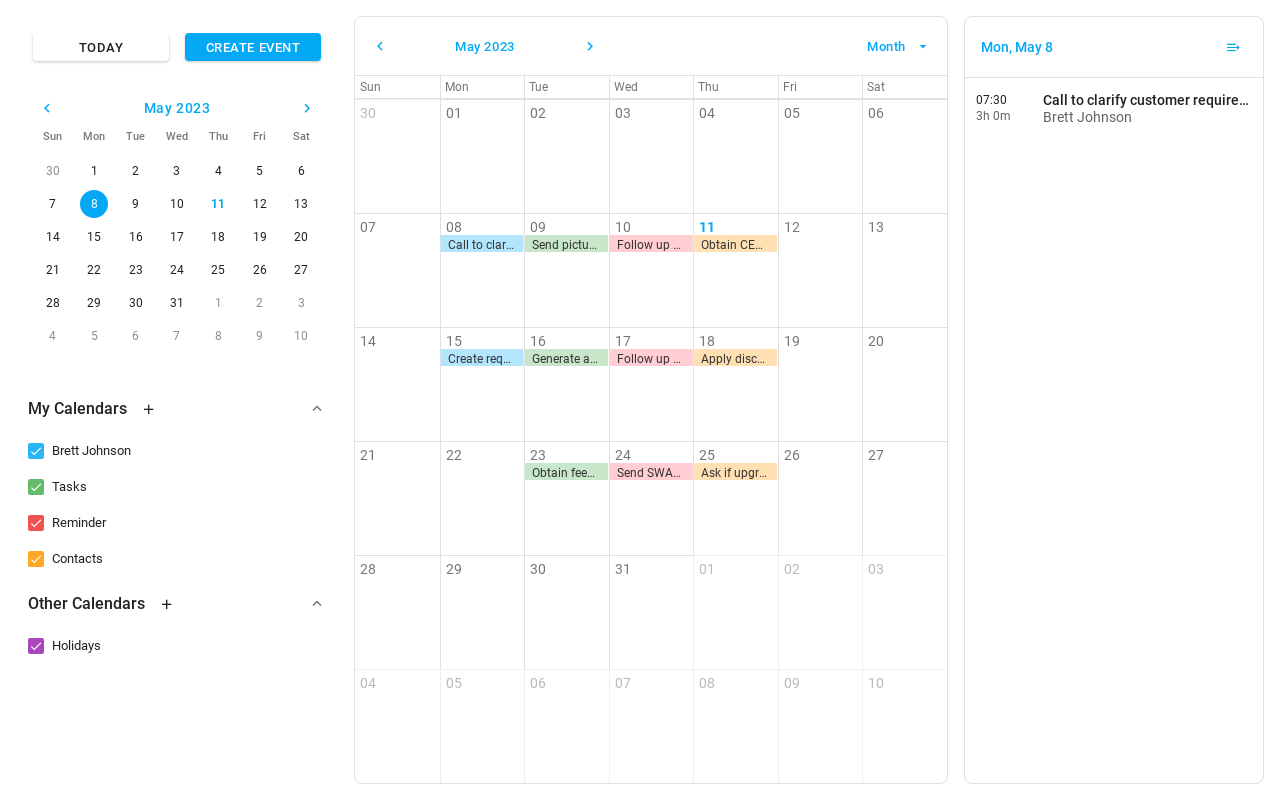 TODAY
CREATE EVENT
May 2023
Sun Mon Tue Wed Thu Fri Sat
30 1 2 3 4 5 6
7 8 9 10 11 12 13
14 15 16 17 18 19 20
21 22 23 24 25 26 27
28 29 30 31 1 2 3
4 5 6 7 8 9 10
My Calendars
Brett Johnson
Tasks
Reminder
Contacts
Other Calendars
Holidays
May 2023
Month
Sun Mon Tue Wed Thu Fri Sat
30 01 02 03 04 05 06
07 08 09 10 11 12 13
Call to clar... Send pictu... Follow up ... Obtain CE...
14 15 16 17 18 19 20
Create req... Generate a... Follow up ... Apply disc...
21 22 23 24 25 26 27
Obtain fee... Send SWA... Ask if upgr...
28 29 30 31 01 02 03
04 05 06 07 08 09 10
Mon, May 8
07:30 Call to clarify customer require...
3h 0m Brett Johnson